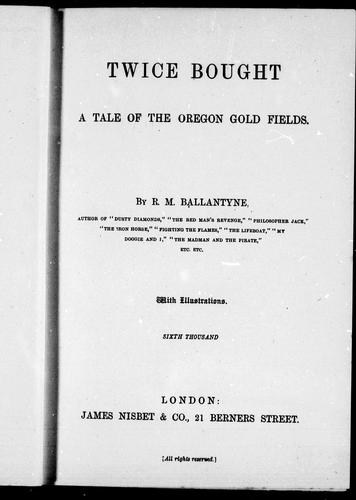 TWICE BOUGHT
A TALE OF THE OREGON GOLD FIELDS.
BY R. M. BALLANTYNE,
AUTHOR OF "DUSTY DIAMONDS," "THE RED MAN'S REVENGE," "PHILOSOPHER JACK,"
"THE IRON HORSE," "FIGHTING THE FLAMES," "THE LIFEBOAT," "MY
DOGGIE AND I," "THE MADMAN AND THE PIRATE,"
ETC. ETC.
With Illustrations.
SIXTH THOUSAND
LONDON:
JAMES NISBET & CO., 21 BERNERS STREET.
[All rights reserved.]